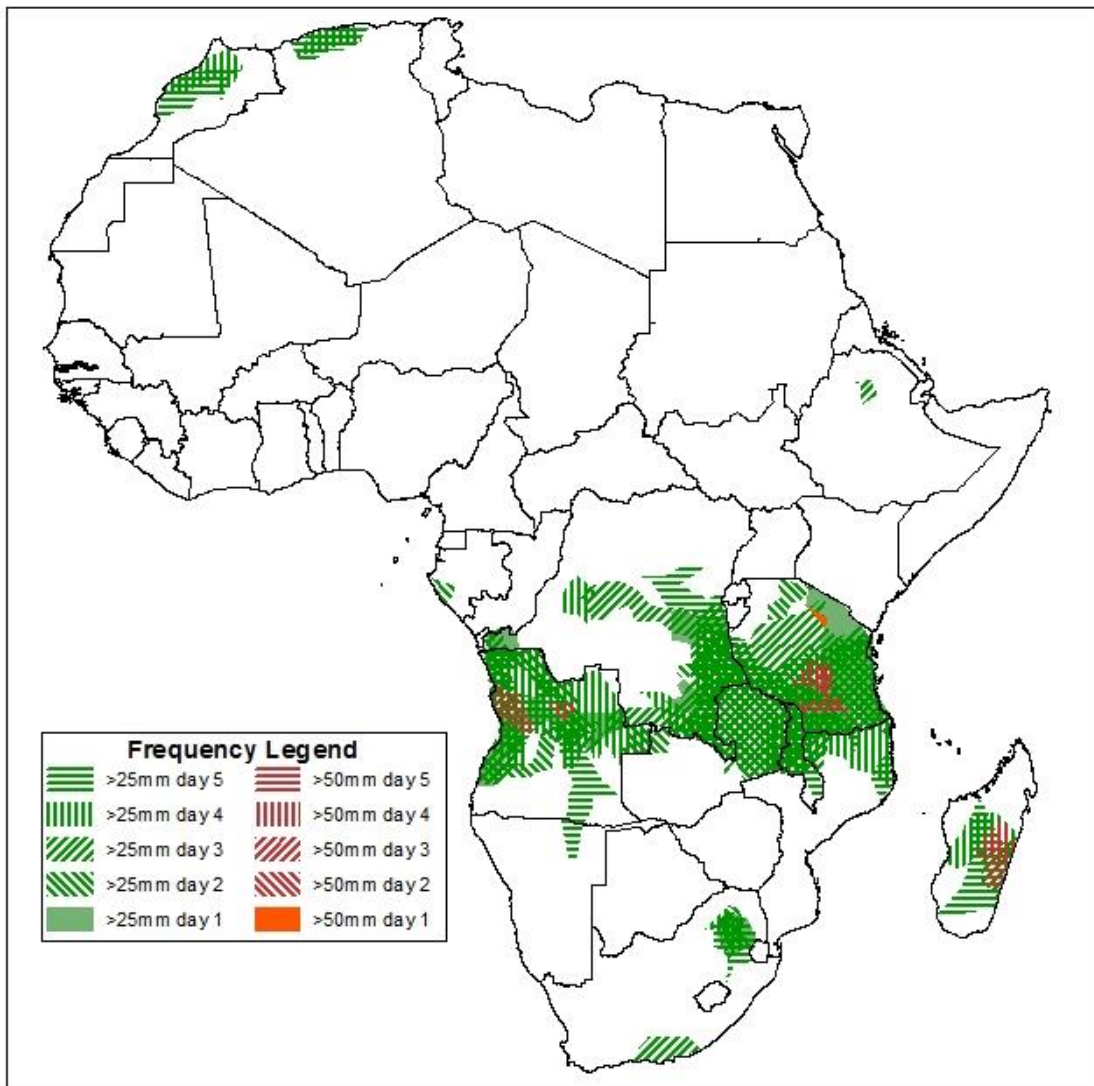 Frequency Legend
>25mm day 5 >50mm day 5
>25mm day 4 >50mm day 4
>25mm day 3 >50mm day 3
>25mm day 2 >50mm day 2
>25mm day 1 >50mm day 1